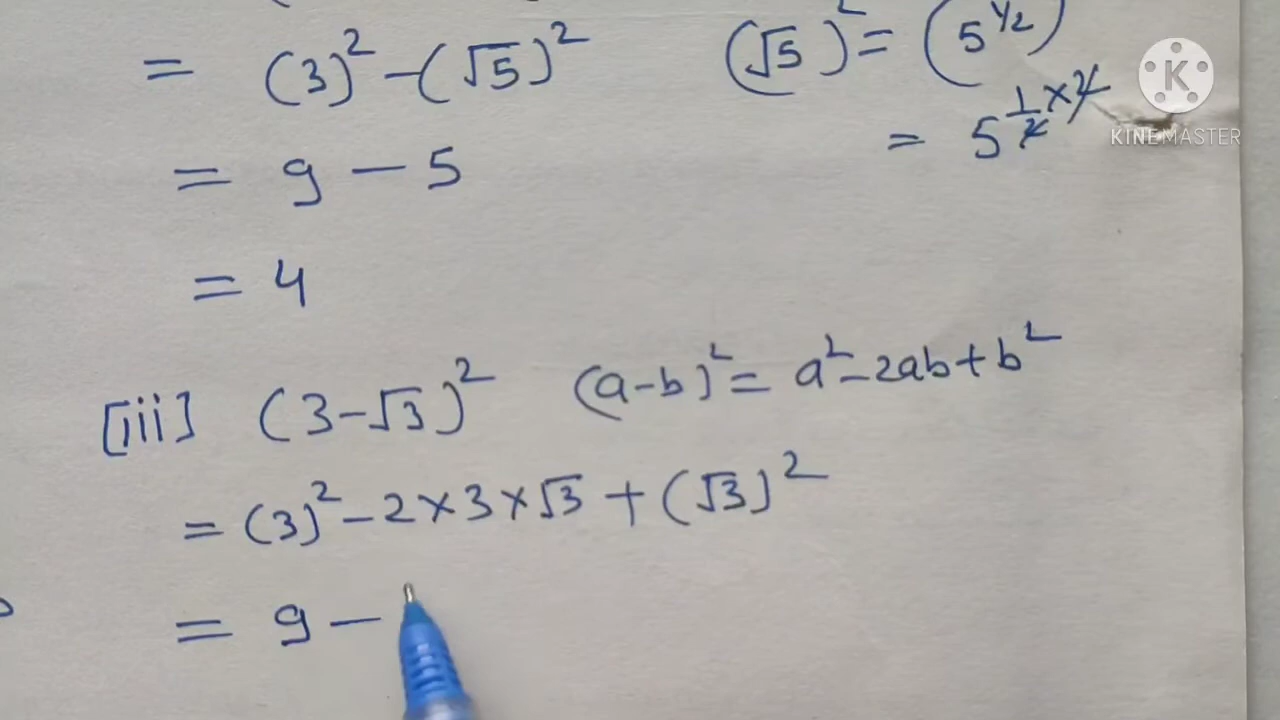 = (3)² - (√5)²
(√5)² = (5^1/2)
= 5^1/2 × 2
= 9 - 5
= 4
[iii] (3 - √3)² (a - b)² = a² - 2ab + b²
= (3)² - 2 × 3 × √3 + (√3)²
= 9 -
KINEMASTER